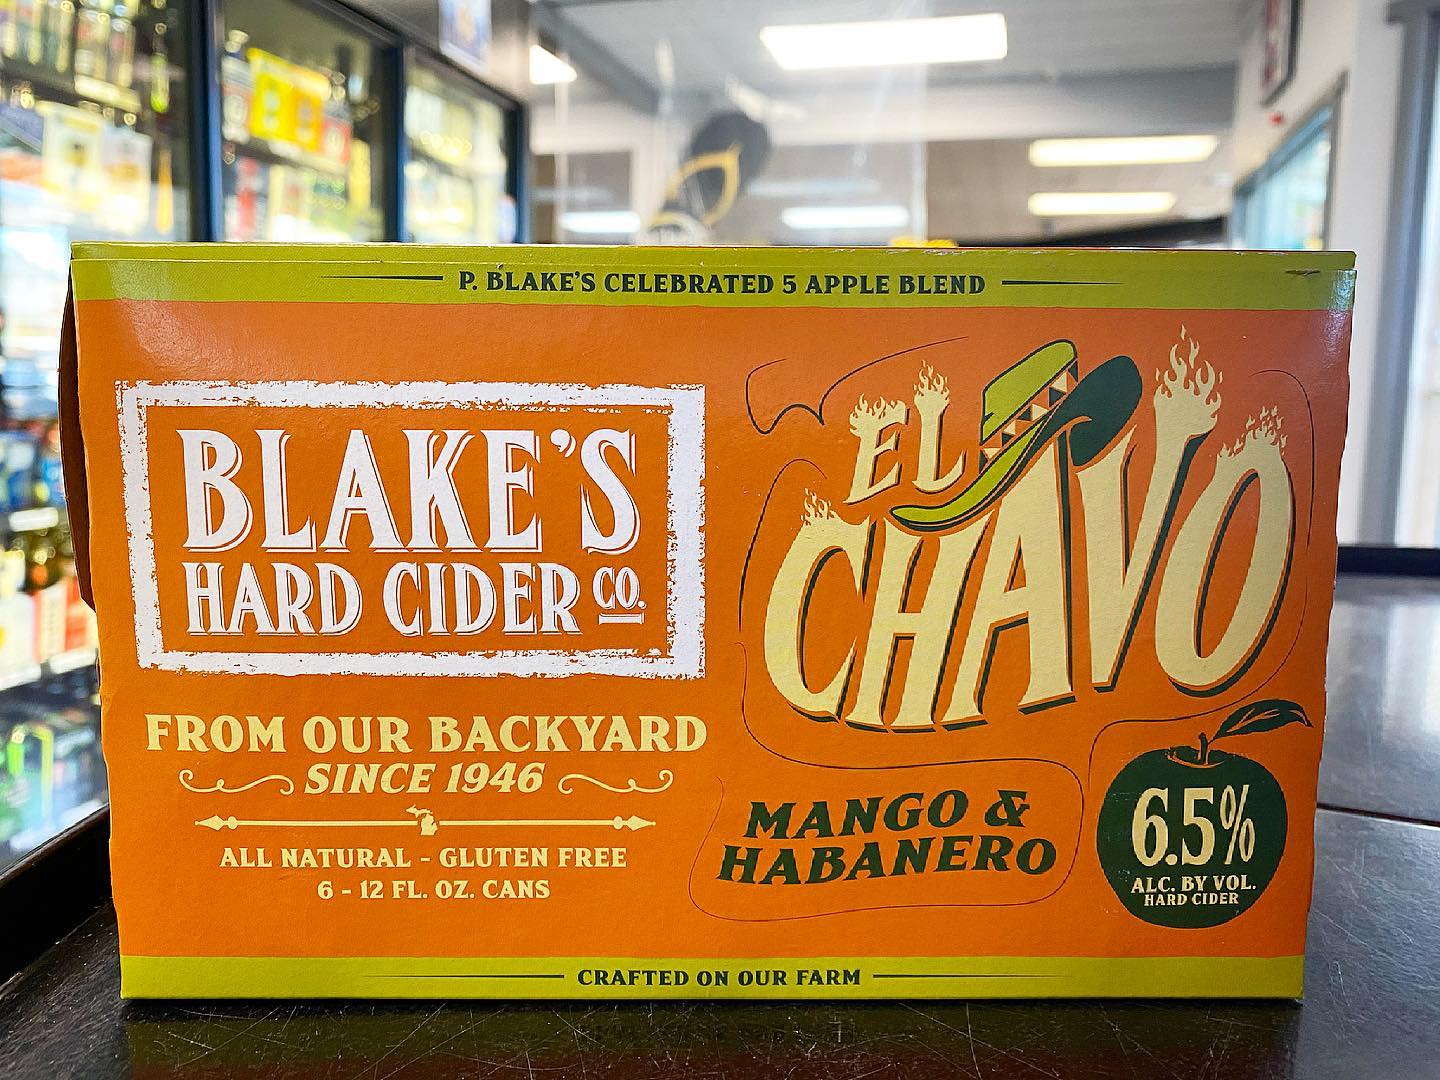 P. BLAKE'S CELEBRATED 5 APPLE BLEND
BLAKE'S
HARD CIDER CO.
FROM OUR BACKYARD
SINCE 1946
ALL NATURAL - GLUTEN FREE
6 - 12 FL. OZ. CANS
EL
CHAVO
MANGO &
HABANERO
6.5%
ALC. BY VOL.
HARD CIDER
CRAFTED ON OUR FARM